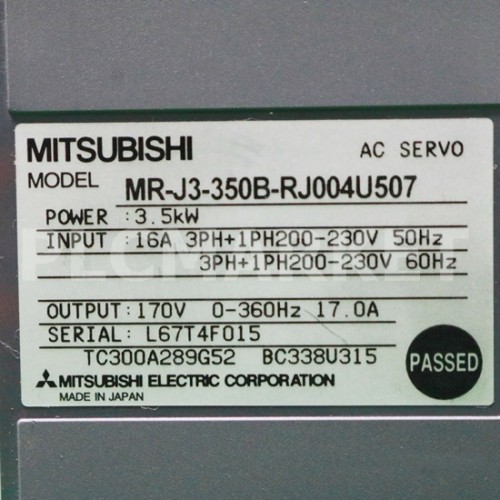 MITSUBISHI AC SERVO
MODEL MR-J3-350B-RJ004U507
POWER : 3.5kW
INPUT : 16A 3PH+1PH200-230V 50Hz
3PH+1PH200-230V 60Hz
PLCMARKET
OUTPUT: 170V 0-360Hz 17.0A
SERIAL: L67T4F015
TC300A289G52 BC338U315
PASSED
MITSUBISHI ELECTRIC CORPORATION
MADE IN JAPAN